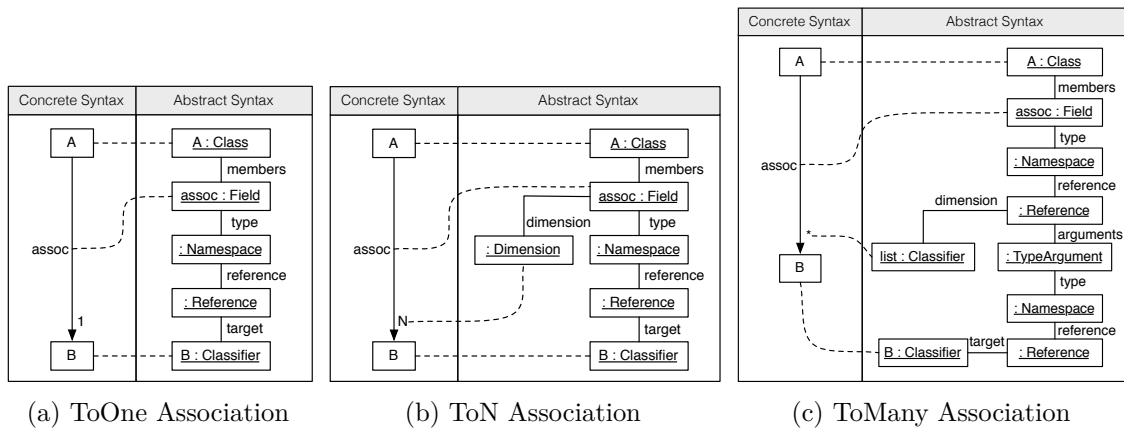 Concrete Syntax
Abstract Syntax
A
A : Class
members
assoc : Field
type
assoc
: Namespace
reference
: Reference
1
target
B
B : Classifier
(a) ToOne Association
Concrete Syntax
Abstract Syntax
A
A : Class
members
assoc : Field
dimension
type
assoc
: Dimension
: Namespace
reference
: Reference
N
target
B
B : Classifier
(b) ToN Association
Concrete Syntax
Abstract Syntax
A
A : Class
members
assoc : Field
type
assoc
: Namespace
reference
dimension
: Reference
*
arguments
B
list : Classifier
: TypeArgument
type
: Namespace
reference
B : Classifier
target
: Reference
(c) ToMany Association